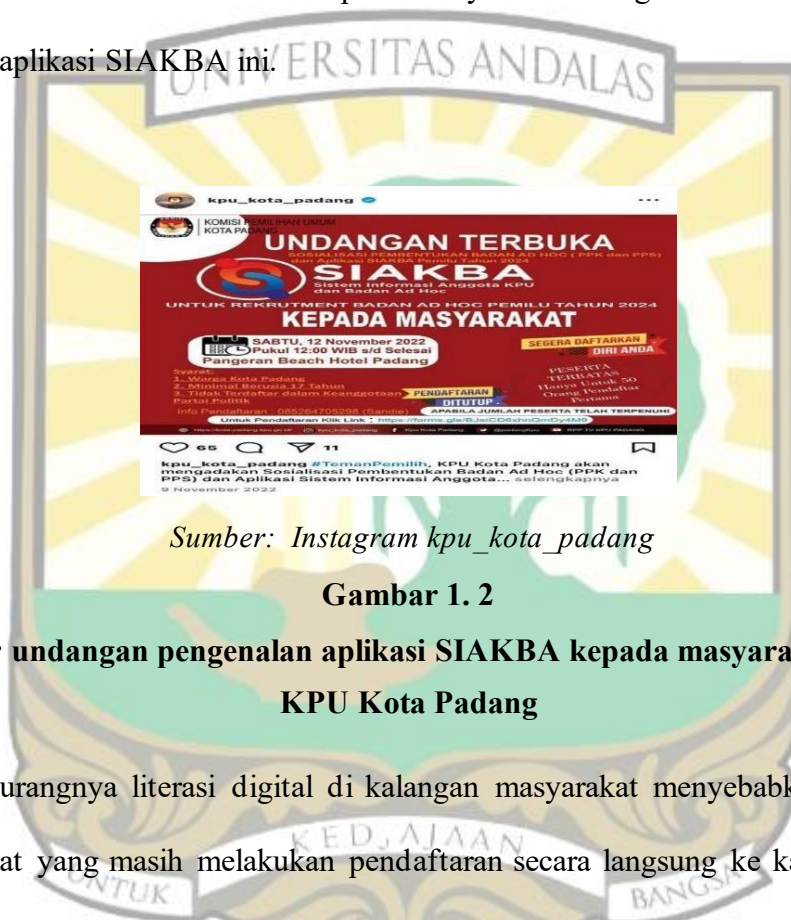 aplikasi SIAKBA ini.
UNIVERSITAS ANDALAS
kpu_kota_padang
KOMISI PEMILIHAN UMUM
KOTA PADANG
UNDANGAN TERBUKA
SOSIALISASI PEMBENTUKAN BADAN AD HOC (PPK dan PPS)
dan Aplikasi SIAKBA Pemilu Tahun 2024
SIAKBA
Sistem Informasi Anggota KPU
dan Badan Ad Hoc
UNTUK REKRUTMENT BADAN AD HOC PEMILU TAHUN 2024
KEPADA MASYARAKAT
SABTU, 12 November 2022
Pukul 12:00 WIB s/d Selesai
Pangeran Beach Hotel Padang
SEGERA DAFTARKAN
DIRI ANDA
Syarat:
1. Warga Kota Padang
2. Minimal Berusia 17 Tahun
3. Tidak Terdaftar dalam Keanggotaan
Partai Politik
PESERTA
TERBATAS
Hanya Untuk 50
Orang Pendaftar
Pertama
PENDAFTARAN
DITUTUP
Info Pendaftaran : 085264705298 (Sandie)
APABILA JUMLAH PESERTA TELAH TERPENUHI
Untuk Pendaftaran Klik Link :
65 11
kpu_kota_padang #TemanPemilih, KPU Kota Padang akan
mengadakan Sosialisasi Pembentukan Badan Ad Hoc (PPK dan
PPS) dan Aplikasi Sistem Informasi Anggota... selengkapnya
9 November 2022
Sumber: Instagram kpu_kota_padang
Gambar 1. 2
undangan pengenalan aplikasi SIAKBA kepada masyara
KPU Kota Padang
urangnya literasi digital di kalangan masyarakat menyebabk
at yang masih melakukan pendaftaran secara langsung ke ka
UNTUK KEDJAJAAN BANGSA